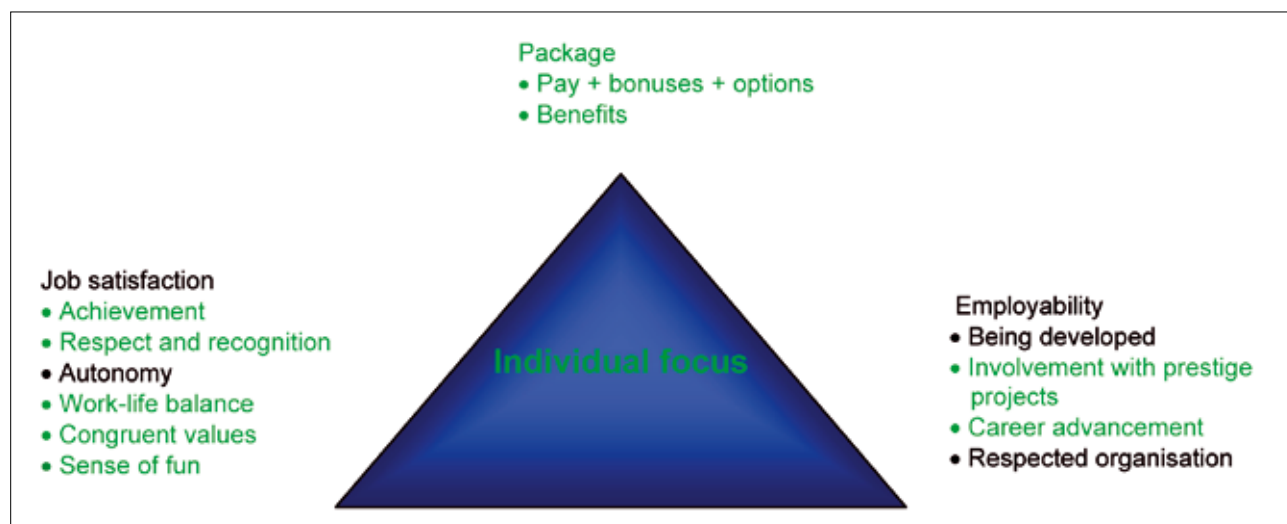 Package
• Pay + bonuses + options
• Benefits
Job satisfaction
• Achievement
• Respect and recognition
• Autonomy
• Work-life balance
• Congruent values
• Sense of fun
Individual focus
Employability
• Being developed
• Involvement with prestige
projects
• Career advancement
• Respected organisation